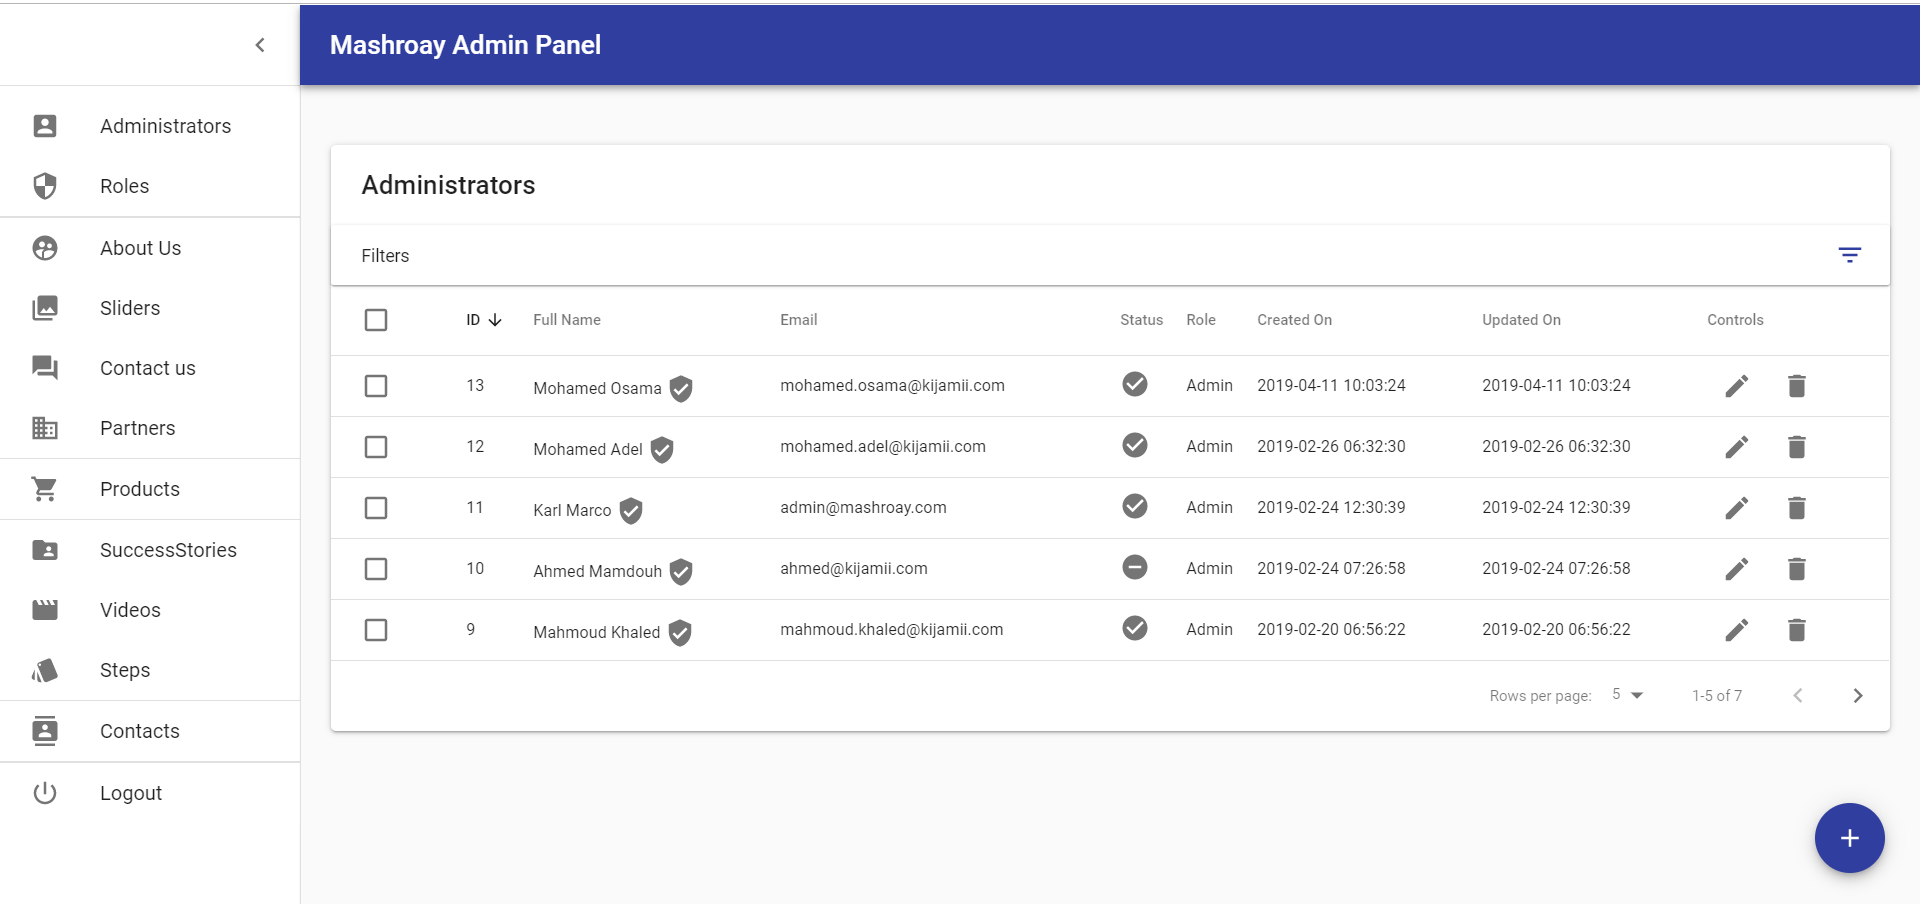 Mashroay Admin Panel
Administrators
Roles
About Us
Sliders
Contact us
Partners
Products
SuccessStories
Videos
Steps
Contacts
Logout
Administrators
Filters
ID Full Name Email Status Role Created On Updated On Controls
13 Mohamed Osama mohamed.osama@kijamii.com Admin 2019-04-11 10:03:24 2019-04-11 10:03:24
12 Mohamed Adel mohamed.adel@kijamii.com Admin 2019-02-26 06:32:30 2019-02-26 06:32:30
11 Karl Marco admin@mashroay.com Admin 2019-02-24 12:30:39 2019-02-24 12:30:39
10 Ahmed Mamdouh ahmed@kijamii.com Admin 2019-02-24 07:26:58 2019-02-24 07:26:58
9 Mahmoud Khaled mahmoud.khaled@kijamii.com Admin 2019-02-20 06:56:22 2019-02-20 06:56:22
Rows per page: 5 1-5 of 7